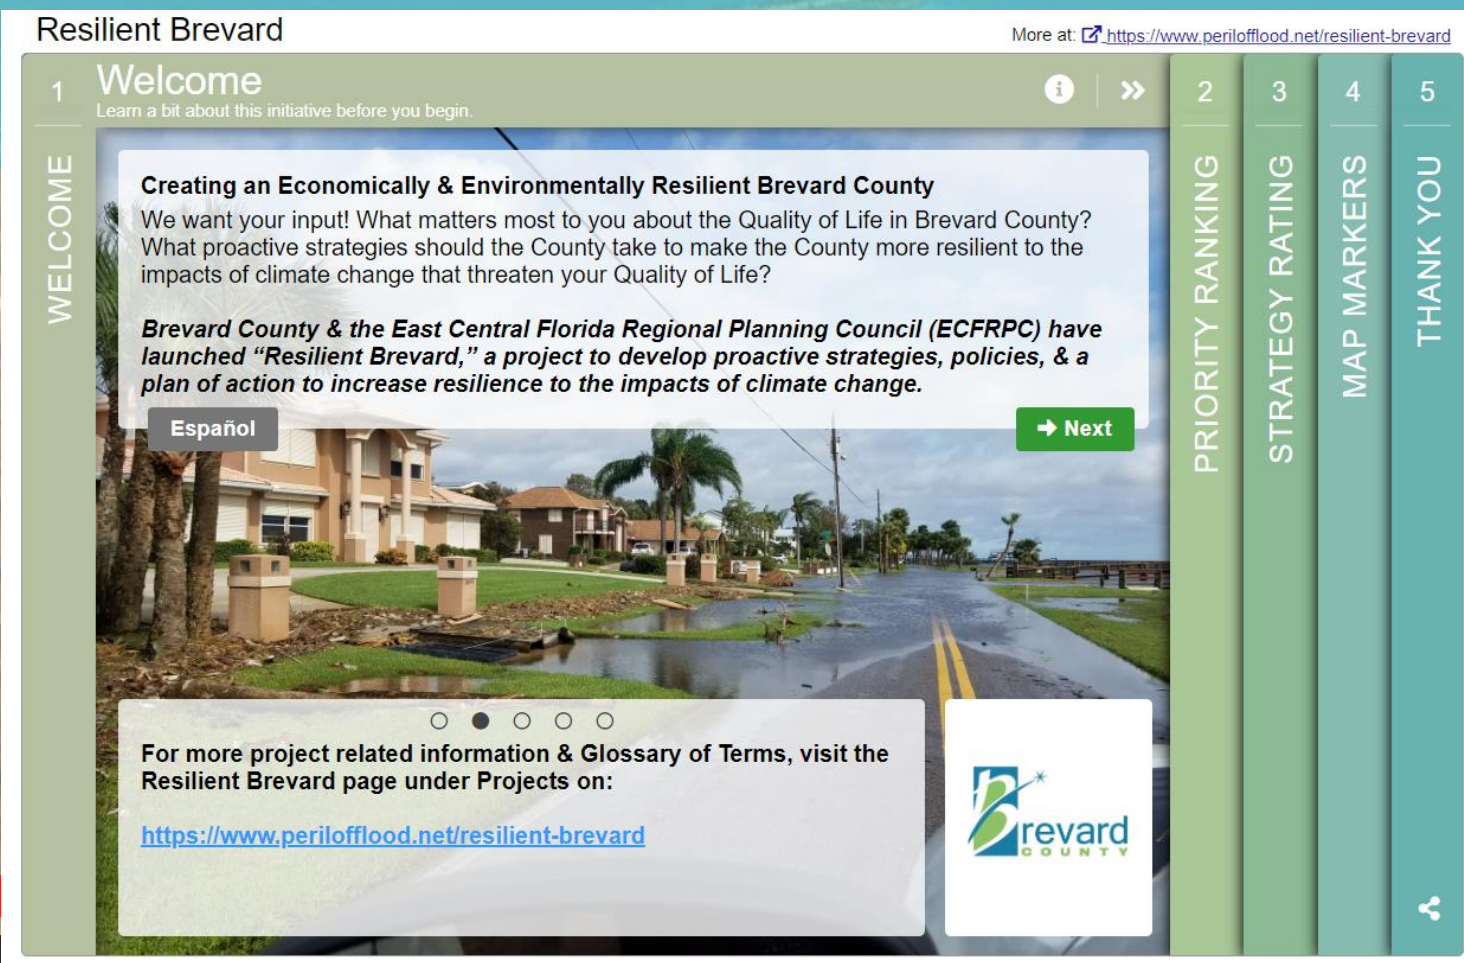 Resilient Brevard
More at: https://www.perilofflood.net/resilient-brevard
1
Welcome
Learn a bit about this initiative before you begin.
WELCOME
Creating an Economically & Environmentally Resilient Brevard County
We want your input! What matters most to you about the Quality of Life in Brevard County?
What proactive strategies should the County take to make the County more resilient to the
impacts of climate change that threaten your Quality of Life?
Brevard County & the East Central Florida Regional Planning Council (ECFRPC) have
launched “Resilient Brevard,” a project to develop proactive strategies, policies, & a
plan of action to increase resilience to the impacts of climate change.
Español
Next
For more project related information & Glossary of Terms, visit the
Resilient Brevard page under Projects on:
https://www.perilofflood.net/resilient-brevard
Brevard
COUNTY
2
PRIORITY RANKING
3
STRATEGY RATING
4
MAP MARKERS
5
THANK YOU